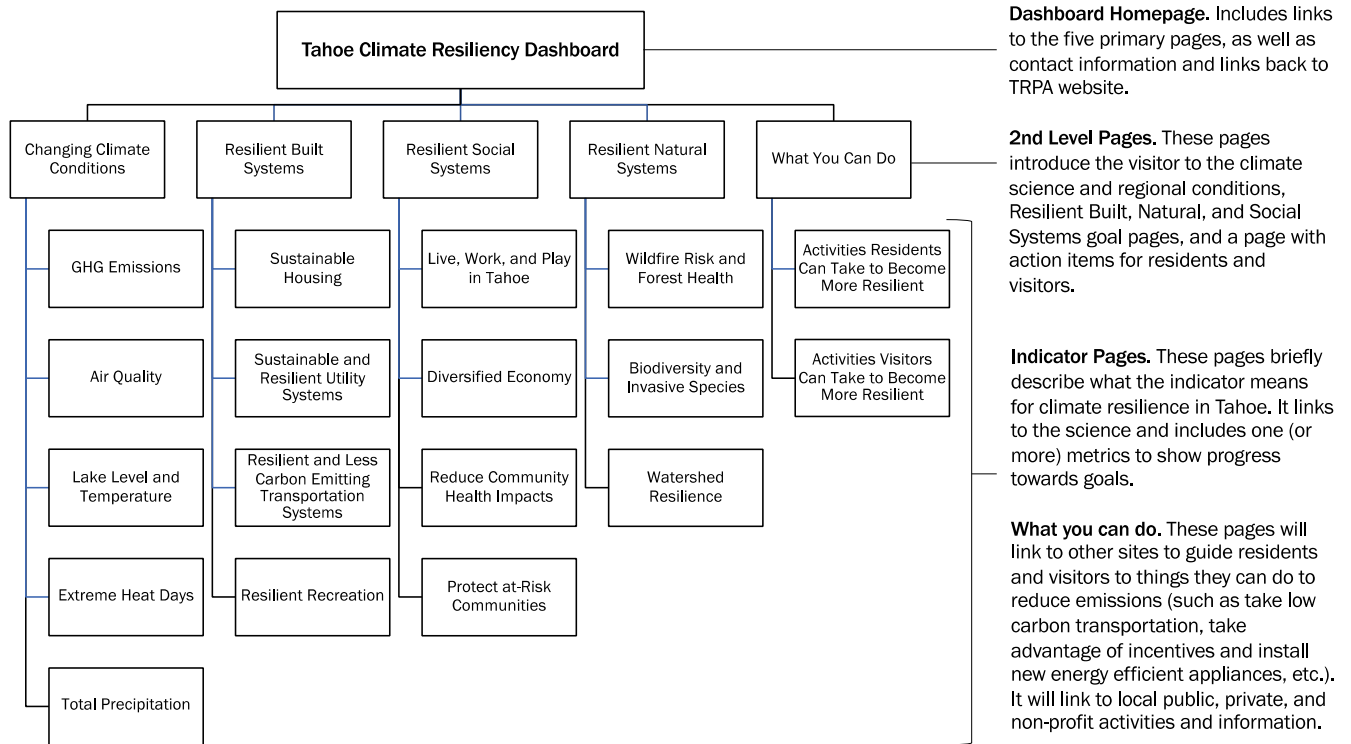 Tahoe Climate Resiliency Dashboard
Dashboard Homepage. Includes links
to the five primary pages, as well as
contact information and links back to
TRPA website.
Changing Climate
Conditions
Resilient Built
Systems
Resilient Social
Systems
Resilient Natural
Systems
What You Can Do
2nd Level Pages. These pages
introduce the visitor to the climate
science and regional conditions,
Resilient Built, Natural, and Social
Systems goal pages, and a page with
action items for residents and
visitors.
GHG Emissions
Air Quality
Lake Level and
Temperature
Extreme Heat Days
Total Precipitation
Sustainable
Housing
Sustainable and
Resilient Utility
Systems
Resilient and Less
Carbon Emitting
Transportation
Systems
Resilient Recreation
Live, Work, and Play
in Tahoe
Diversified Economy
Reduce Community
Health Impacts
Protect at-Risk
Communities
Wildfire Risk and
Forest Health
Biodiversity and
Invasive Species
Watershed
Resilience
Activities Residents
Can Take to Become
More Resilient
Activities Visitors
Can Take to Become
More Resilient
Indicator Pages. These pages briefly
describe what the indicator means
for climate resilience in Tahoe. It links
to the science and includes one (or
more) metrics to show progress
towards goals.
What you can do. These pages will
link to other sites to guide residents
and visitors to things they can do to
reduce emissions (such as take low
carbon transportation, take
advantage of incentives and install
new energy efficient appliances, etc.).
It will link to local public, private, and
non-profit activities and information.